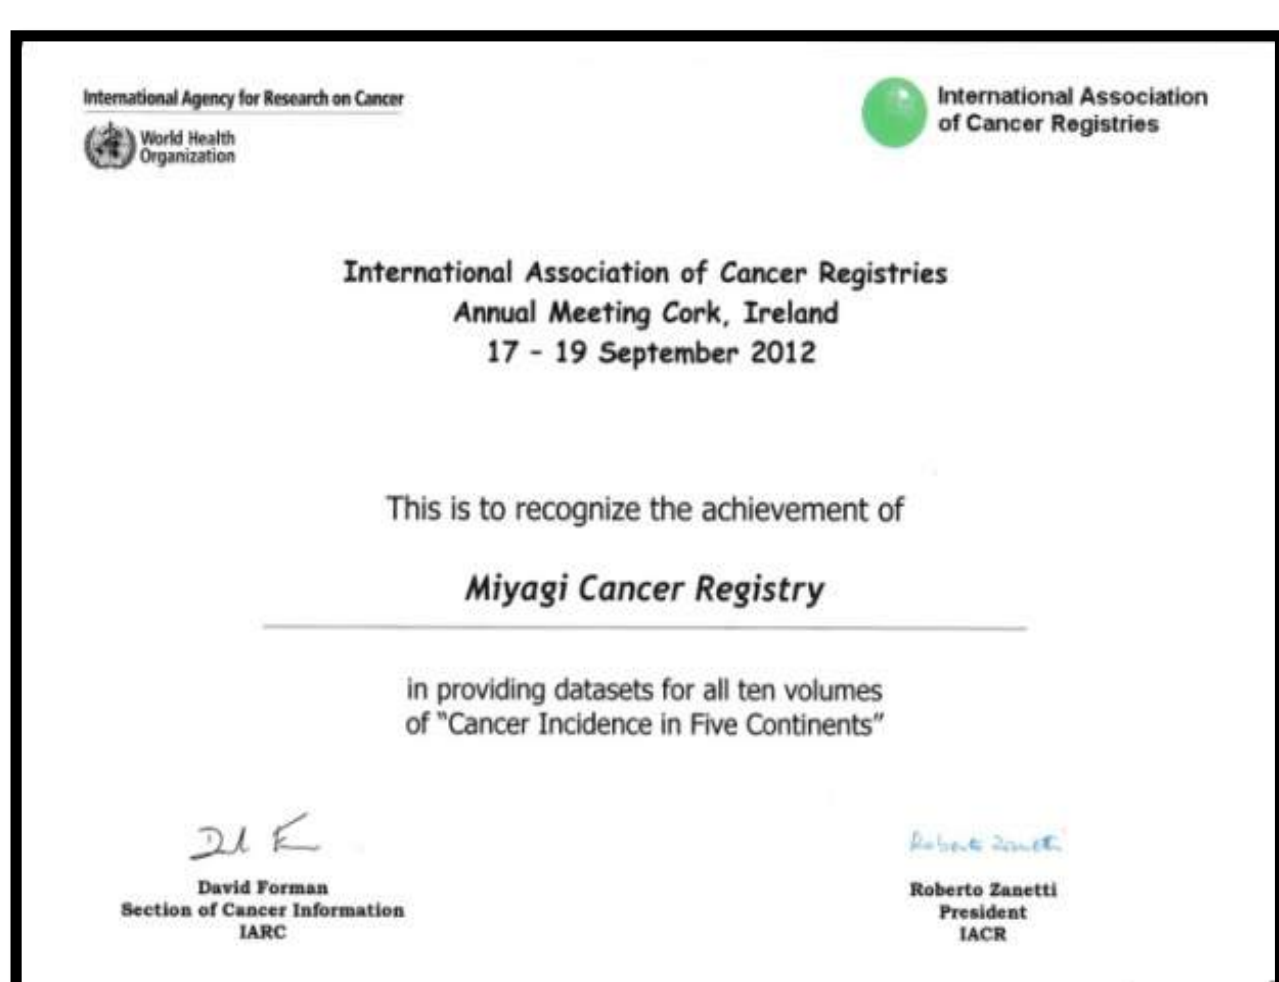 International Agency for Research on Cancer
World Health
Organization
International Association
of Cancer Registries
International Association of Cancer Registries
Annual Meeting Cork, Ireland
17 - 19 September 2012
This is to recognize the achievement of
Miyagi Cancer Registry
in providing datasets for all ten volumes
of "Cancer Incidence in Five Continents"
Roberto Zanetti
David Forman
Section of Cancer Information
IARC
Roberto Zanetti
President
IACR